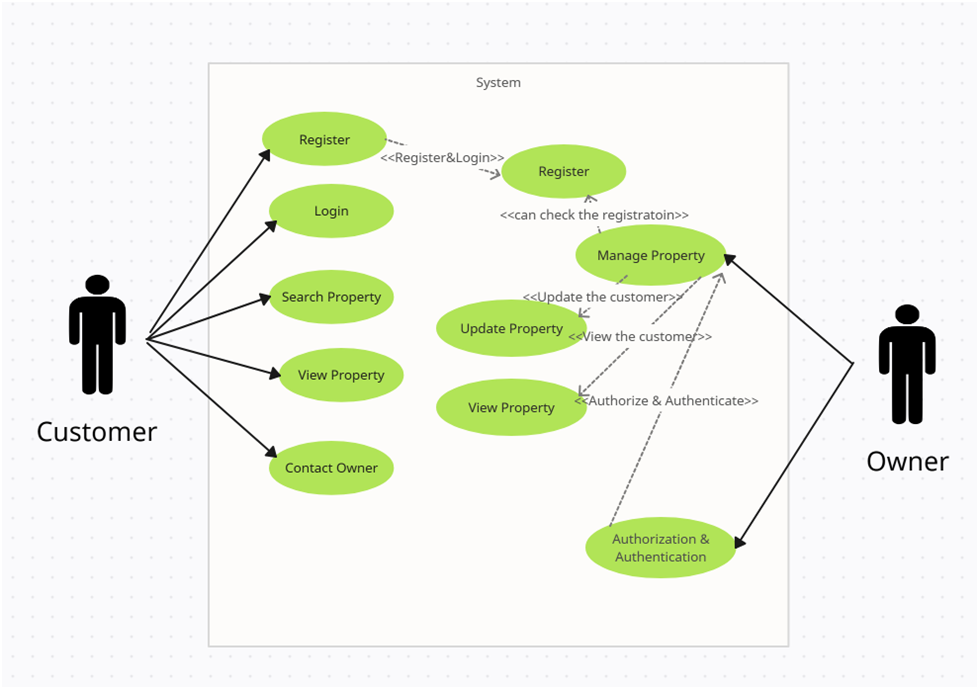 System
Register
<<Register&Login>>
Register
Login
<<can check the registratoin>>
Manage Property
Search Property
<<Update the customer>>
Update Property
<<View the customer>>
View Property
View Property
<<Authorize & Authenticate>>
Customer
Owner
Contact Owner
Authorization &
Authentication